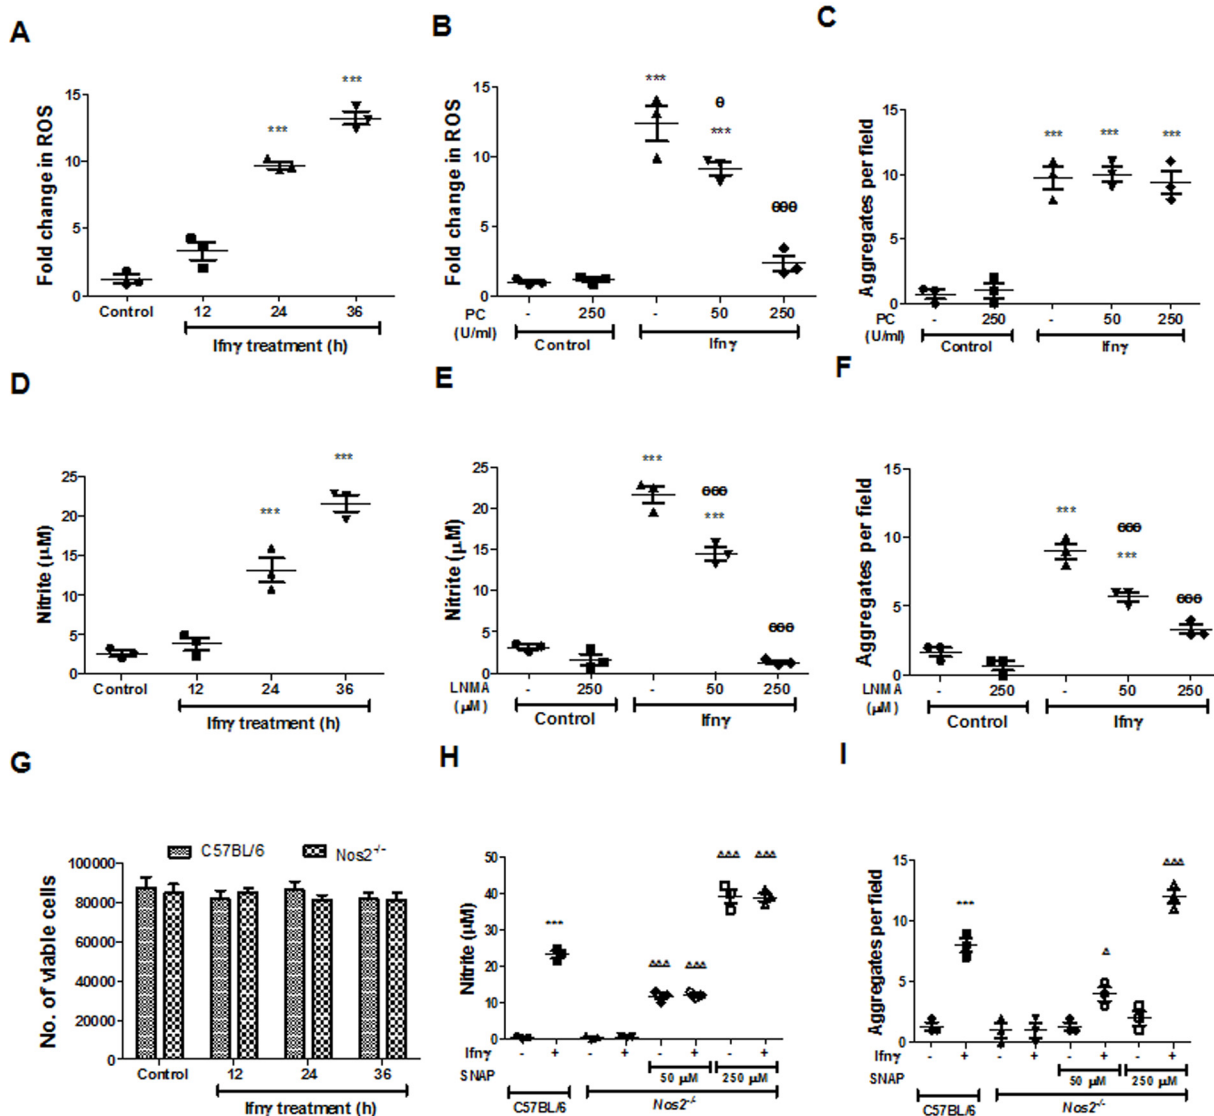 A
Fold change in ROS
15
10
5
0
***
***
Control
12
24
36
Ifnγ treatment (h)
B
Fold change in ROS
15
10
5
0
***
θ
***
θθθ
PC
(U/ml)
-
250
-
50
250
Control
Ifnγ
C
Aggregates per field
15
10
5
0
***
***
***
PC
(U/ml)
-
250
-
50
250
Control
Ifnγ
D
Nitrite (μM)
25
20
15
10
5
0
***
***
Control
12
24
36
Ifnγ treatment (h)
E
Nitrite (μM)
25
20
15
10
5
0
***
θθθ
***
θθθ
LNMA
(μM)
-
250
-
50
250
Control
Ifnγ
F
Aggregates per field
15
10
5
0
***
θθθ
***
θθθ
LNMA
(μM)
-
250
-
50
250
Control
Ifnγ
G
C57BL/6
Nos2-/-
No. of viable cells
100000
80000
60000
40000
20000
0
Control
12
24
36
Ifnγ treatment (h)
H
Nitrite (μM)
50
40
30
20
10
0
***
ΔΔΔ
ΔΔΔ
ΔΔΔ
ΔΔΔ
Ifnγ
- + - + - + - +
SNAP
50 μM
250 μM
C57BL/6
Nos2-/-
I
Aggregates per field
15
10
5
0
***
Δ
ΔΔΔ
Ifnγ
- + - + - + - +
SNAP
50 μM
250 μM
C57BL/6
Nos2-/-